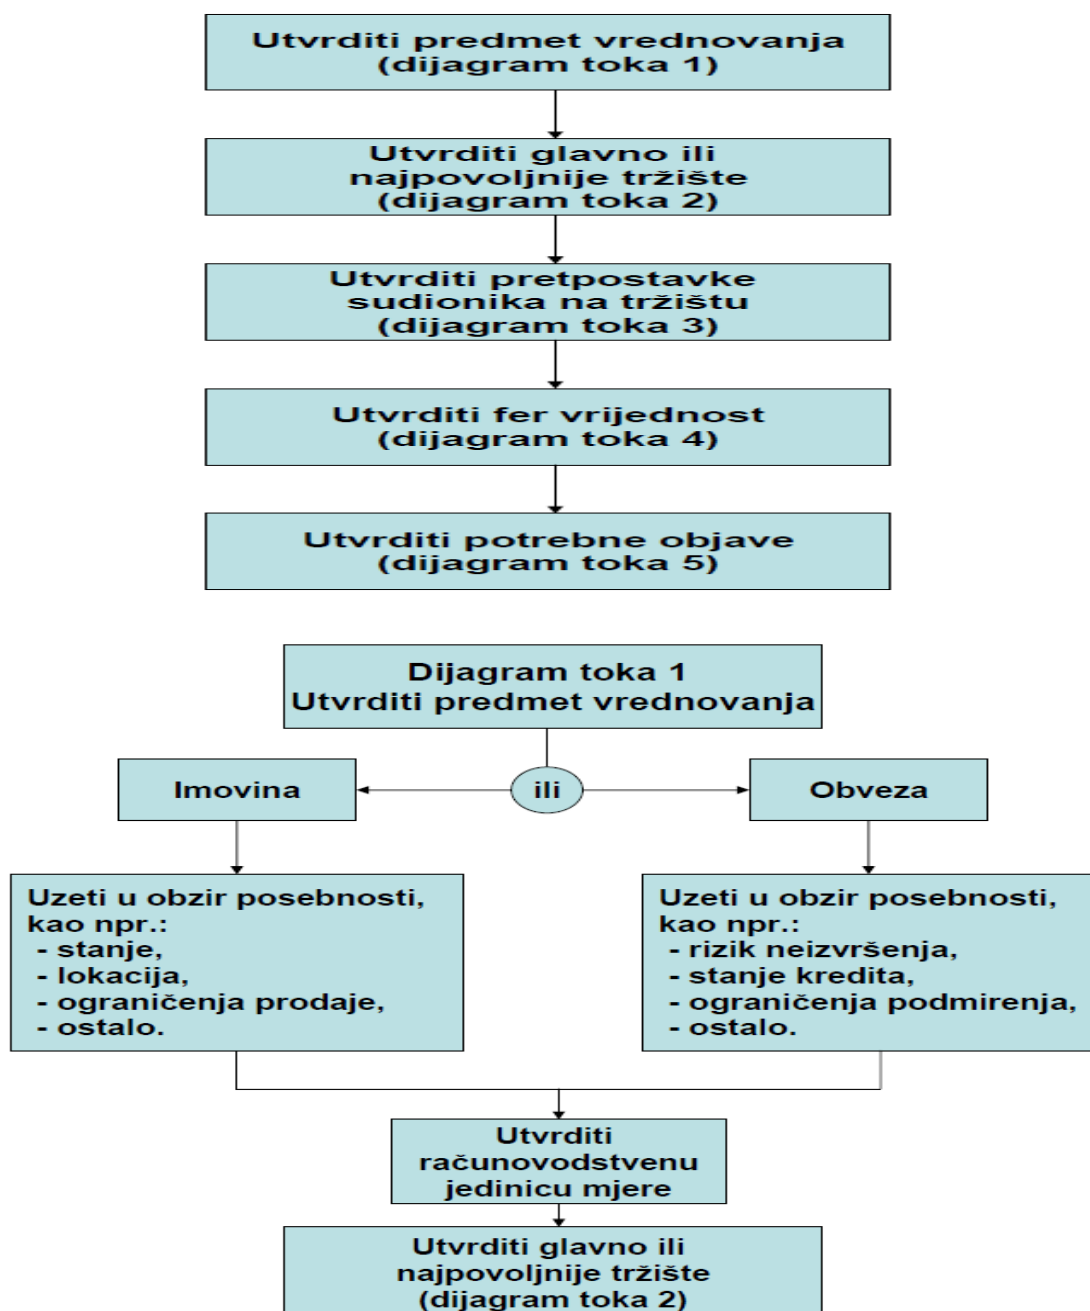 Utvrditi predmet vrednovanja
(dijagram toka 1)
Utvrditi glavno ili
najpovoljnije tržište
(dijagram toka 2)
Utvrditi pretpostavke
sudionika na tržištu
(dijagram toka 3)
Utvrditi fer vrijednost
(dijagram toka 4)
Utvrditi potrebne objave
(dijagram toka 5)
Dijagram toka 1
Utvrditi predmet vrednovanja
Imovina
ili
Obveza
Uzeti u obzir posebnosti,
kao npr.:
- stanje,
- lokacija,
- ograničenja prodaje,
- ostalo.
Uzeti u obzir posebnosti,
kao npr.:
- rizik neizvršenja,
- stanje kredita,
- ograničenja podmirenja,
- ostalo.
Utvrditi
računovodstvenu
jedinicu mjere
Utvrditi glavno ili
najpovoljnije tržište
(dijagram toka 2)